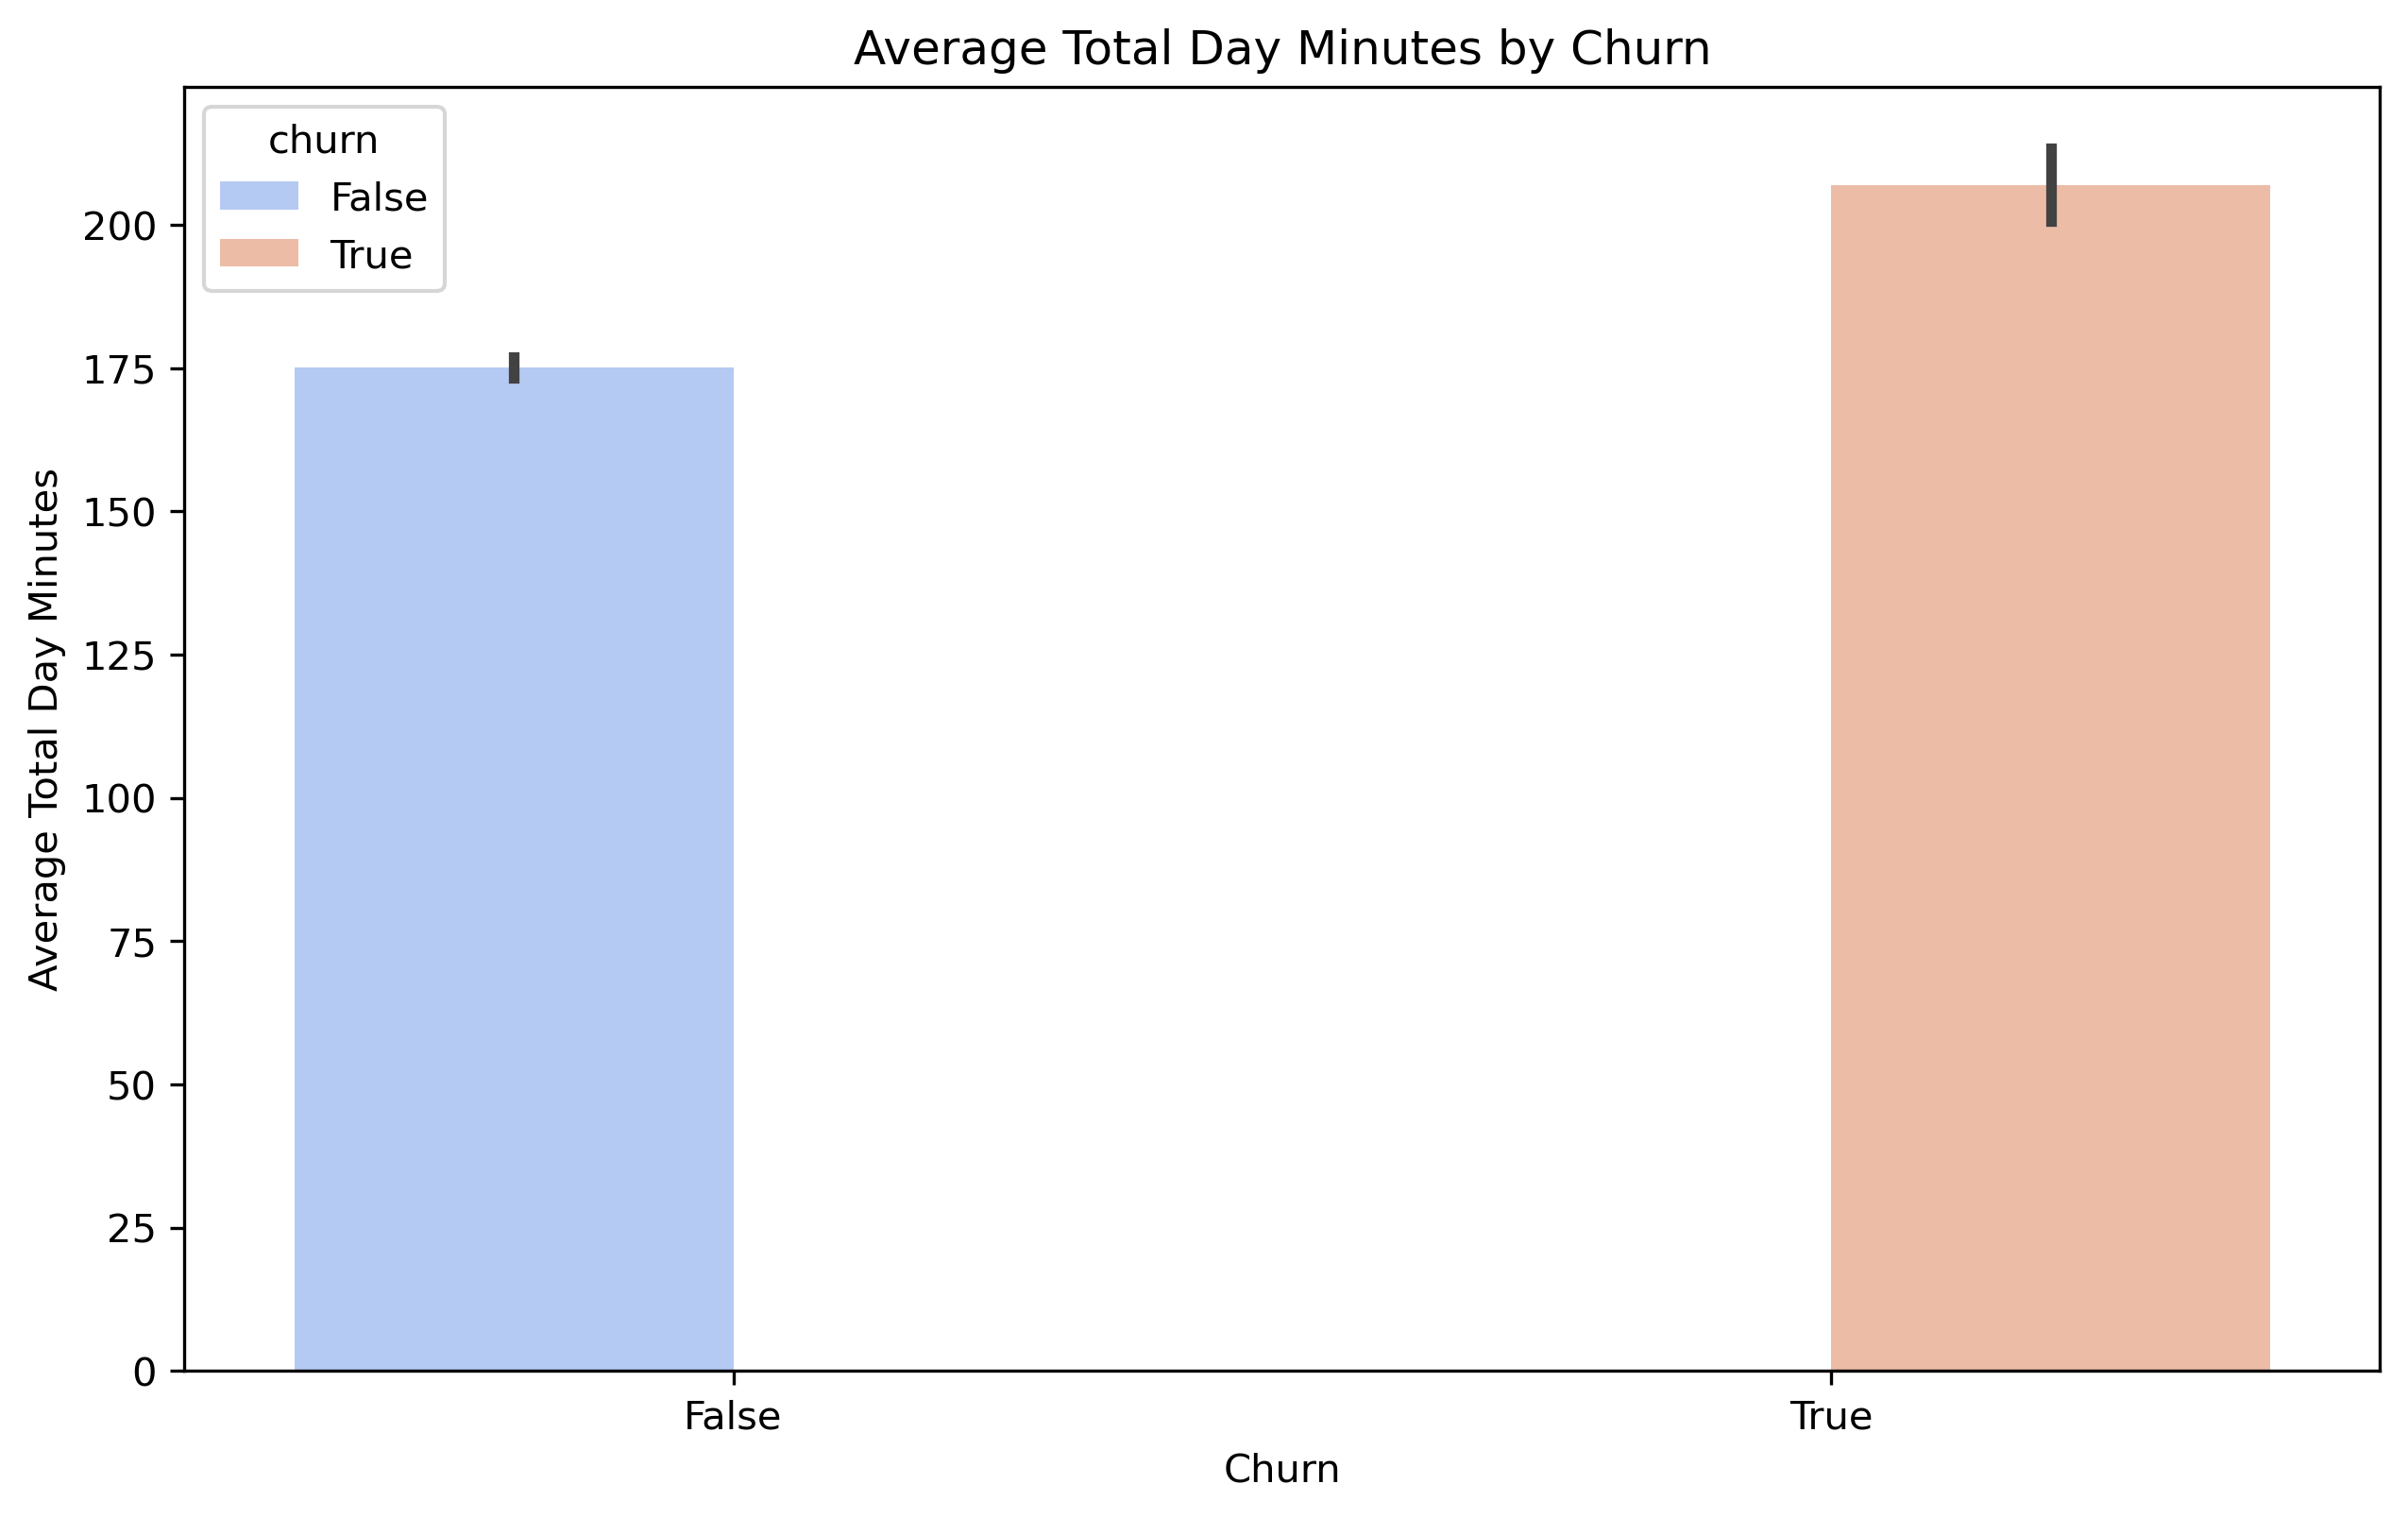 Average Total Day Minutes by Churn
churn
False
True
Average Total Day Minutes
200
175
150
125
100
75
50
25
0
False
True
Churn